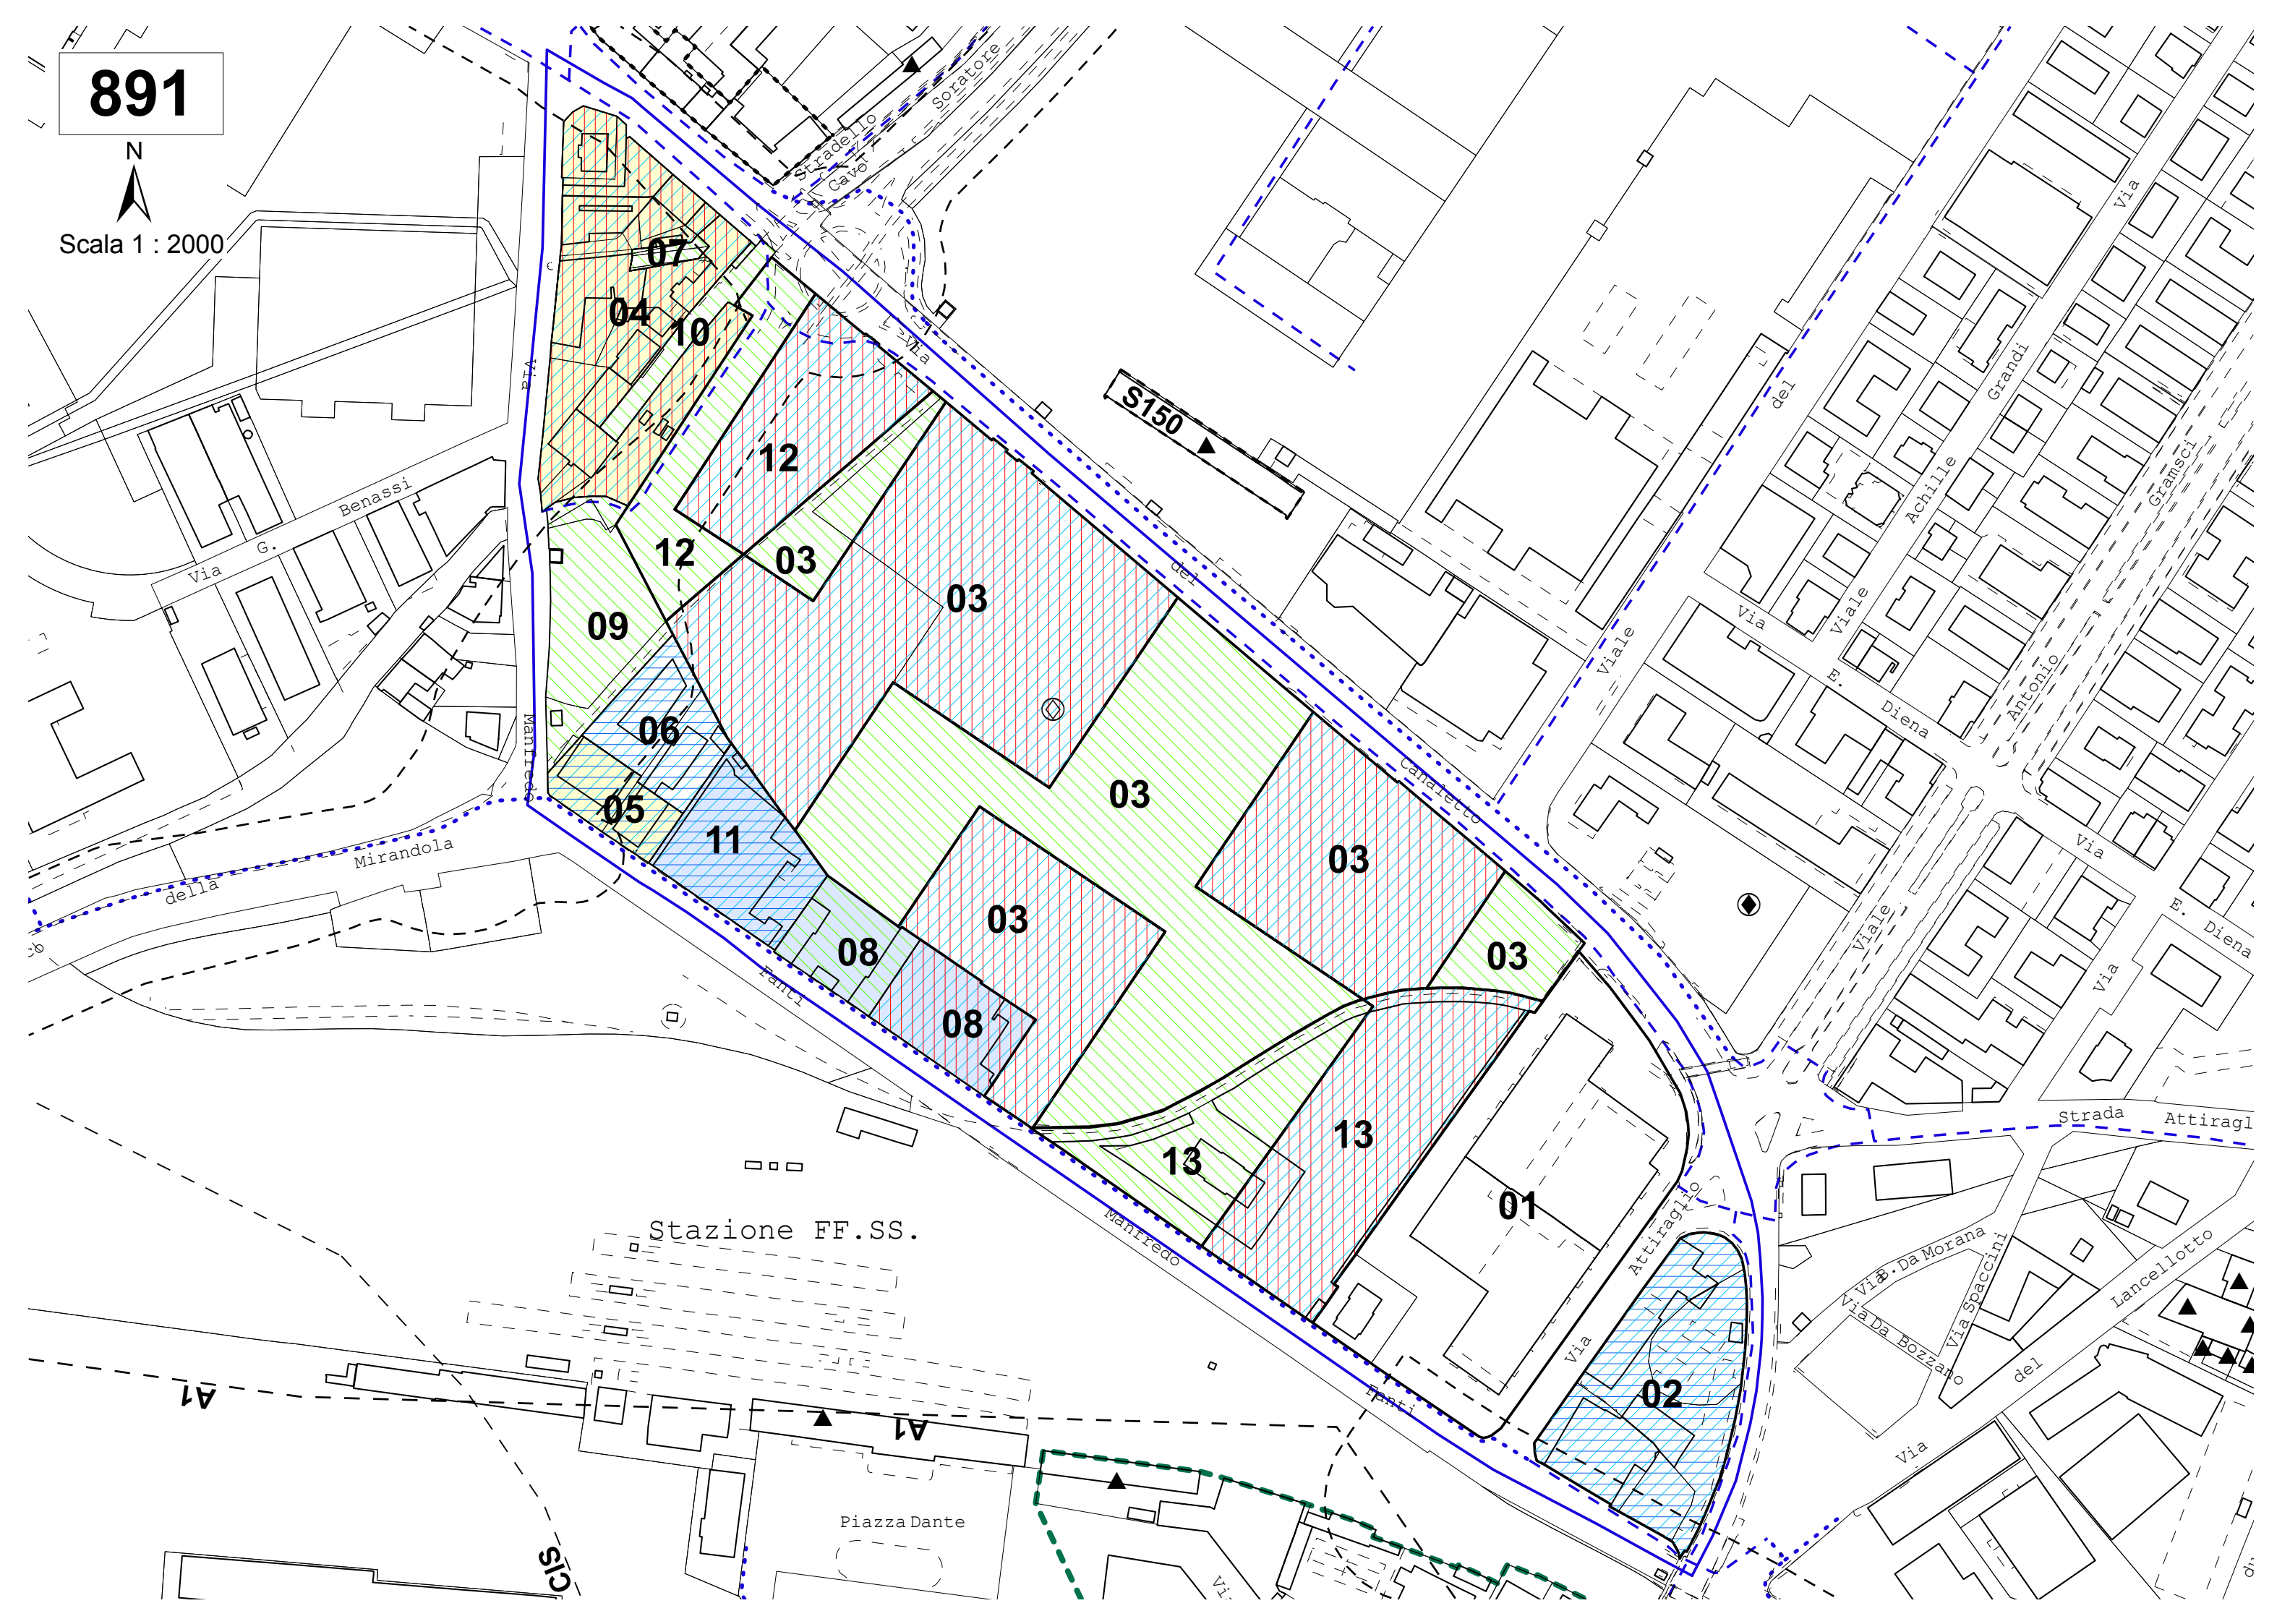 891
N
Scala 1 : 2000
Stradello
Soratore
Cavo
07
04
10
Via
Via
S150
12
12
03
03
09
06
05
11
08
08
03
03
03
03
13
13
01
02
Via G. Benassi
Manfredo
della
Mirandola
Fanti
Manfredo
Fanti
del
Canaletto
Viale
del
Via
Viale
Achille
Grandi
Via
E.
Diena
Antonio
Gramsci
Viale
Via
E. Diena
Via
Strada
Attiragl
Via
Attiraglio
Via
B. Da Morana
Via Da Bozzano
Via Spaccini
Via
del
Lancellotto
Stazione FF.SS.
A1
A1
CIS
Piazza Dante